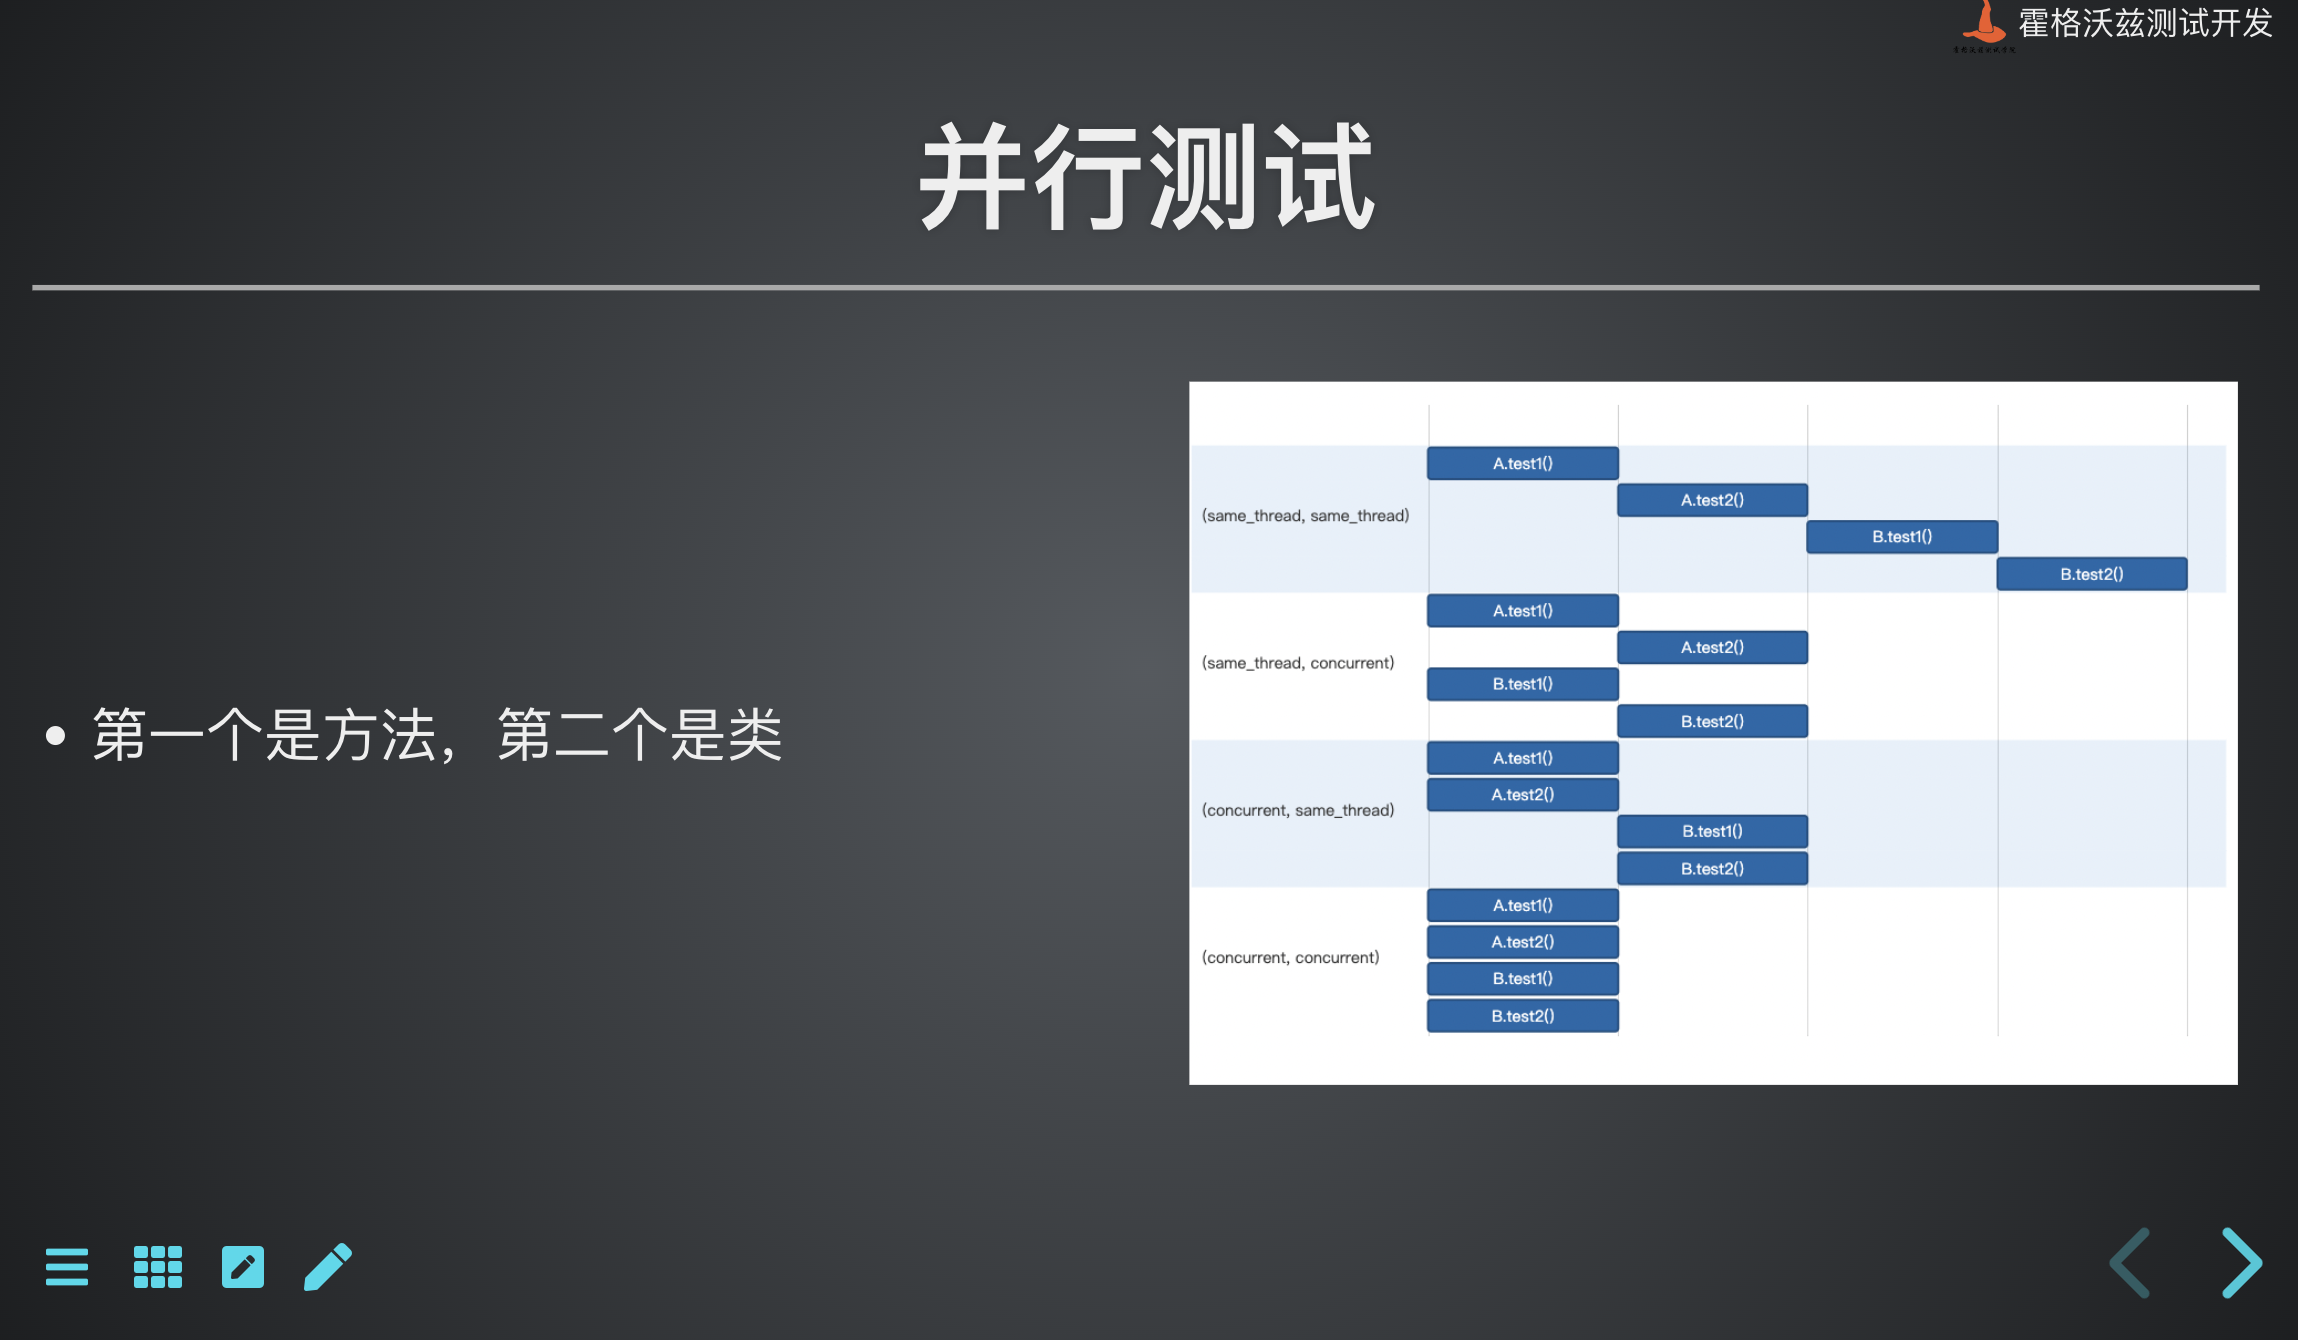 霍格沃兹测试开发
并行测试
第一个是方法，第二个是类
(same_thread, same_thread)
A.test1()
A.test2()
B.test1()
B.test2()
(same_thread, concurrent)
A.test1()
A.test2()
B.test1()
B.test2()
(concurrent, same_thread)
A.test1()
A.test2()
B.test1()
B.test2()
(concurrent, concurrent)
A.test1()
A.test2()
B.test1()
B.test2()